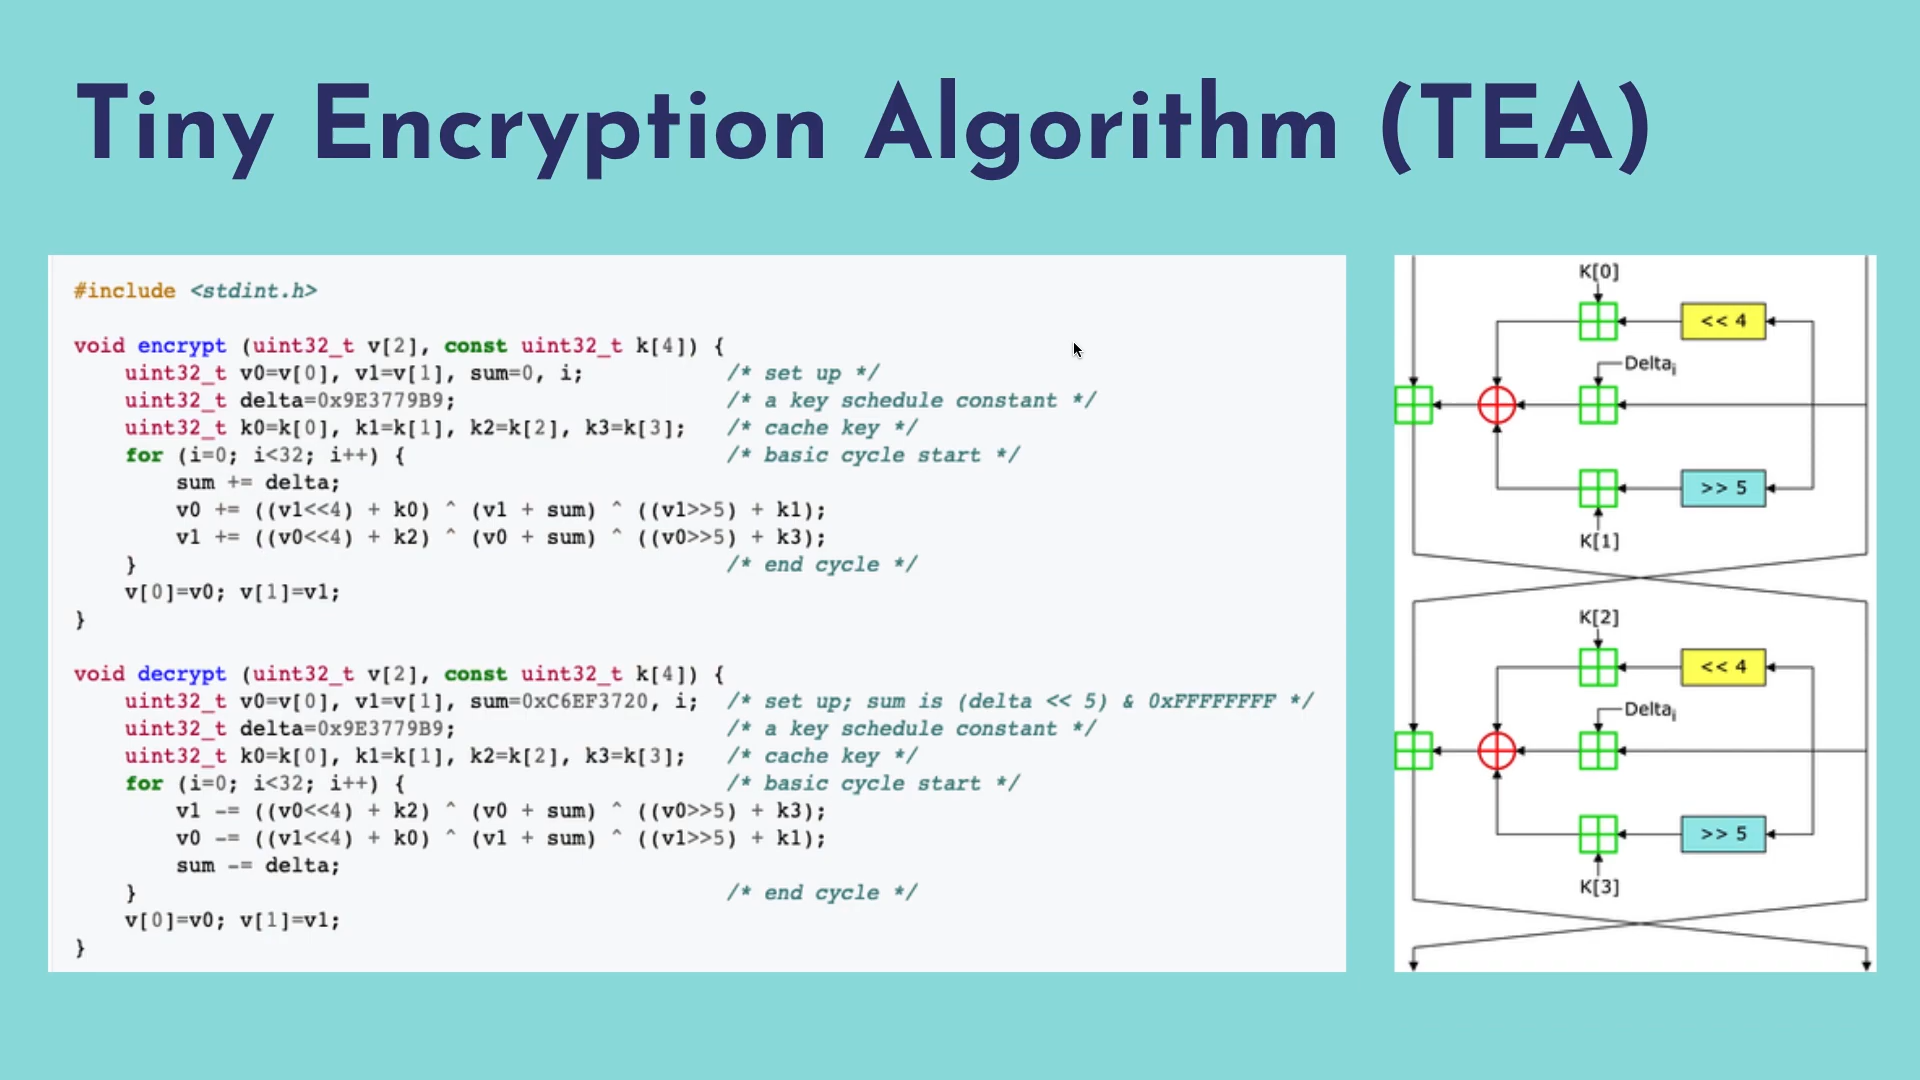 Tiny Encryption Algorithm (TEA)
#include <stdint.h>
void encrypt (uint32_t v[2], const uint32_t k[4]) {
uint32_t v0=v[0], v1=v[1], sum=0, i; /* set up */
uint32_t delta=0x9E3779B9; /* a key schedule constant */
uint32_t k0=k[0], k1=k[1], k2=k[2], k3=k[3]; /* cache key */
for (i=0; i<32; i++) { /* basic cycle start */
sum += delta;
v0 += ((v1<<4) + k0) ^ (v1 + sum) ^ ((v1>>5) + k1);
v1 += ((v0<<4) + k2) ^ (v0 + sum) ^ ((v0>>5) + k3);
} /* end cycle */
v[0]=v0; v[1]=v1;
}
void decrypt (uint32_t v[2], const uint32_t k[4]) {
uint32_t v0=v[0], v1=v[1], sum=0xC6EF3720, i; /* set up; sum is (delta << 5) & 0xFFFFFFFF */
uint32_t delta=0x9E3779B9; /* a key schedule constant */
uint32_t k0=k[0], k1=k[1], k2=k[2], k3=k[3]; /* cache key */
for (i=0; i<32; i++) { /* basic cycle start */
v1 -= ((v0<<4) + k2) ^ (v0 + sum) ^ ((v0>>5) + k3);
v0 -= ((v1<<4) + k0) ^ (v1 + sum) ^ ((v1>>5) + k1);
sum -= delta;
} /* end cycle */
v[0]=v0; v[1]=v1;
}
K[0]
<< 4
Deltai
>> 5
K[1]
K[2]
<< 4
Deltai
>> 5
K[3]